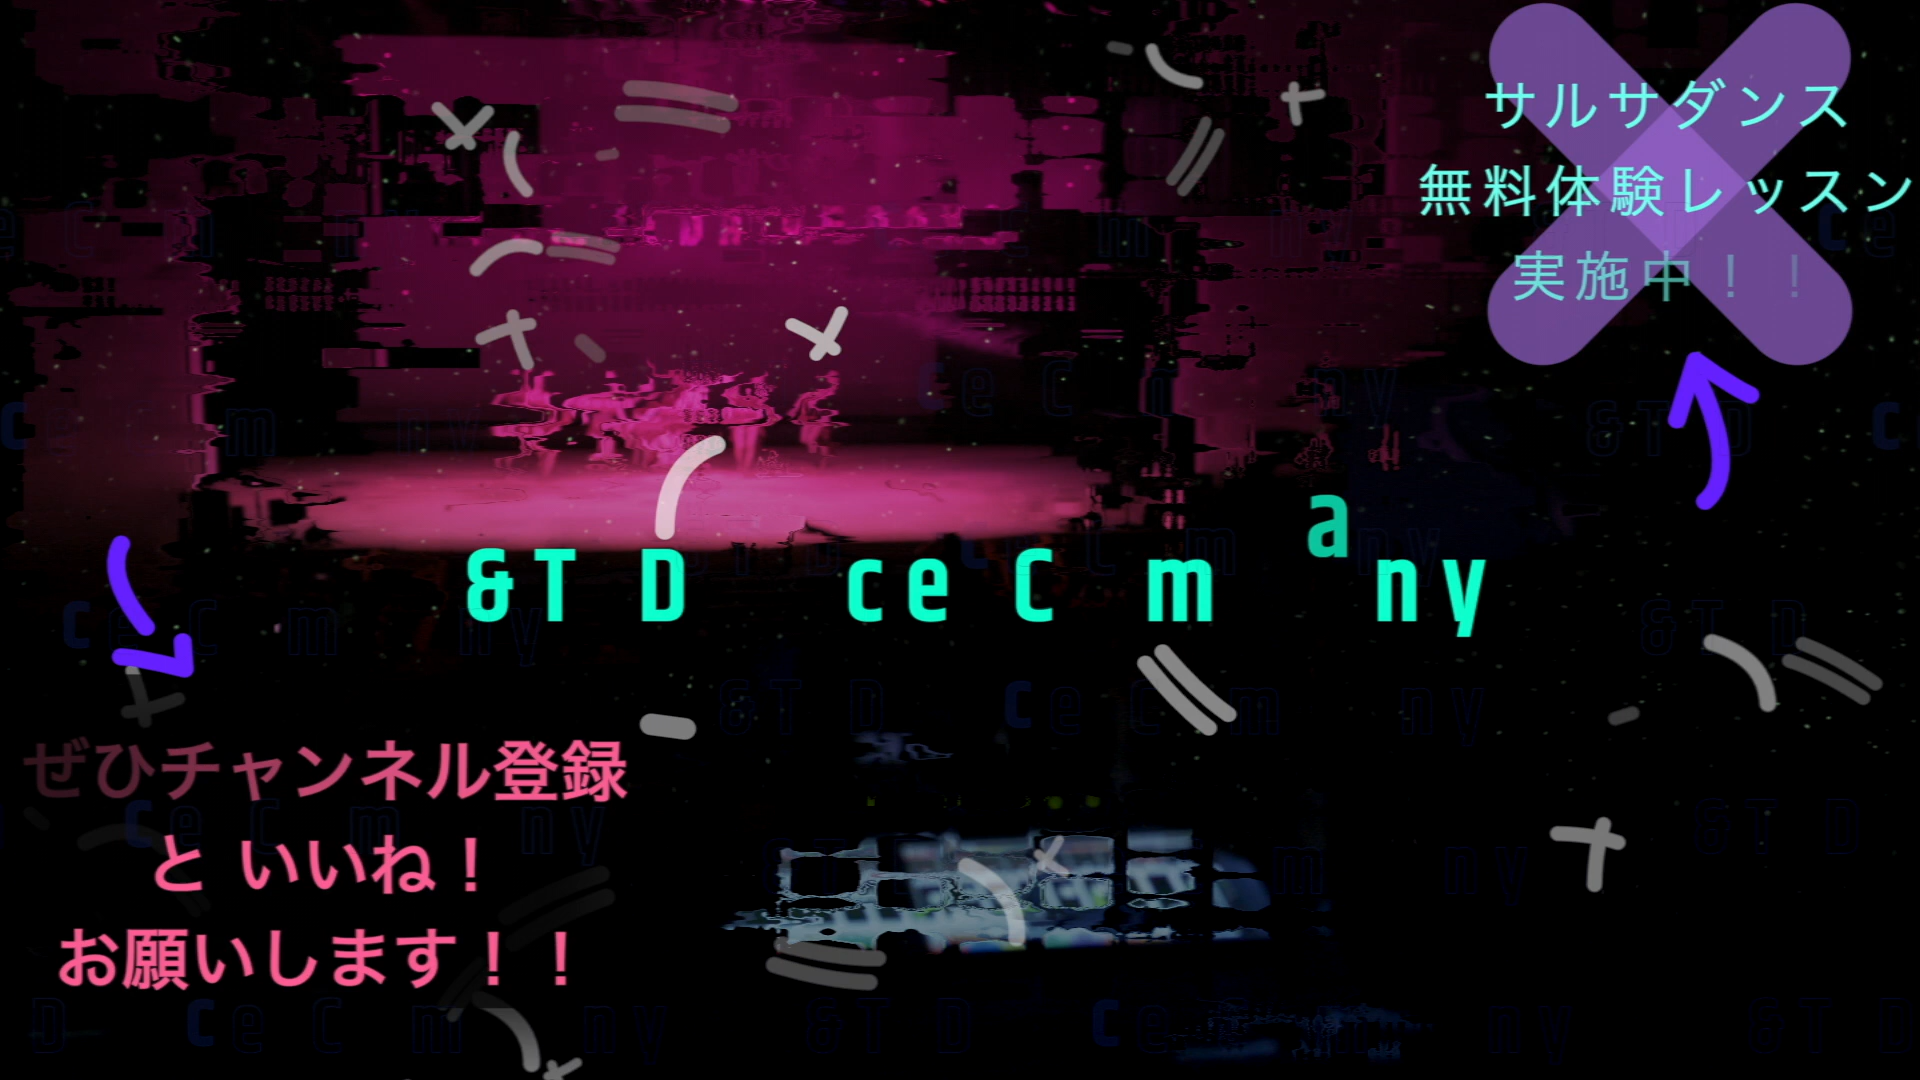 サルサダンス
無料体験レッスン
実施中！！
&T D ce C m a ny
ぜひチャンネル登録
と いいね！
お願いします！！